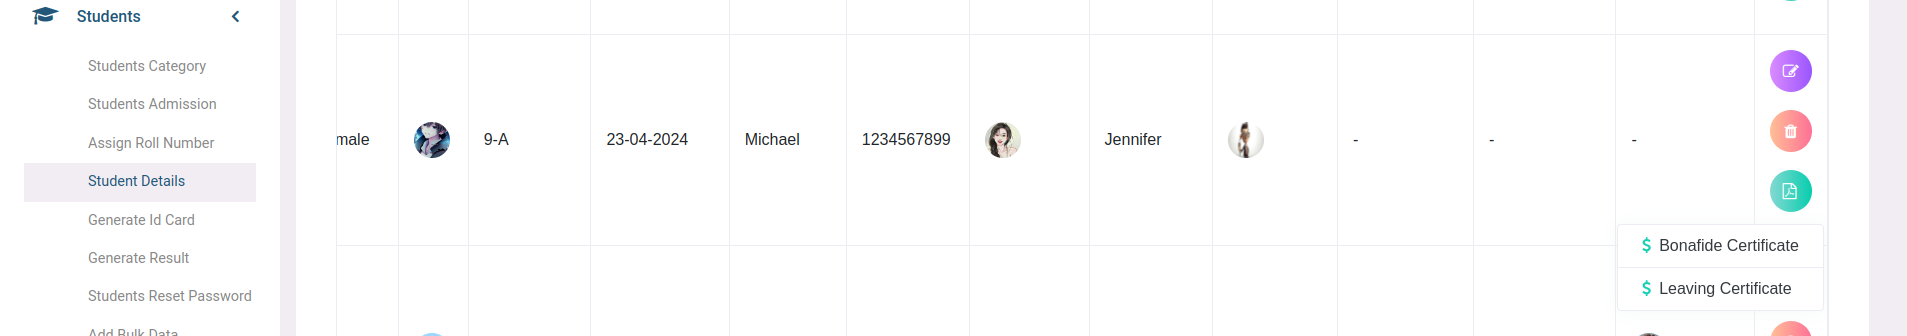 Students
Students Category
Students Admission
Assign Roll Number
Student Details
Generate Id Card
Generate Result
Students Reset Password
Add Bulk Data
male 9-A 23-04-2024 Michael 1234567899 Jennifer - - -
$ Bonafide Certificate
$ Leaving Certificate